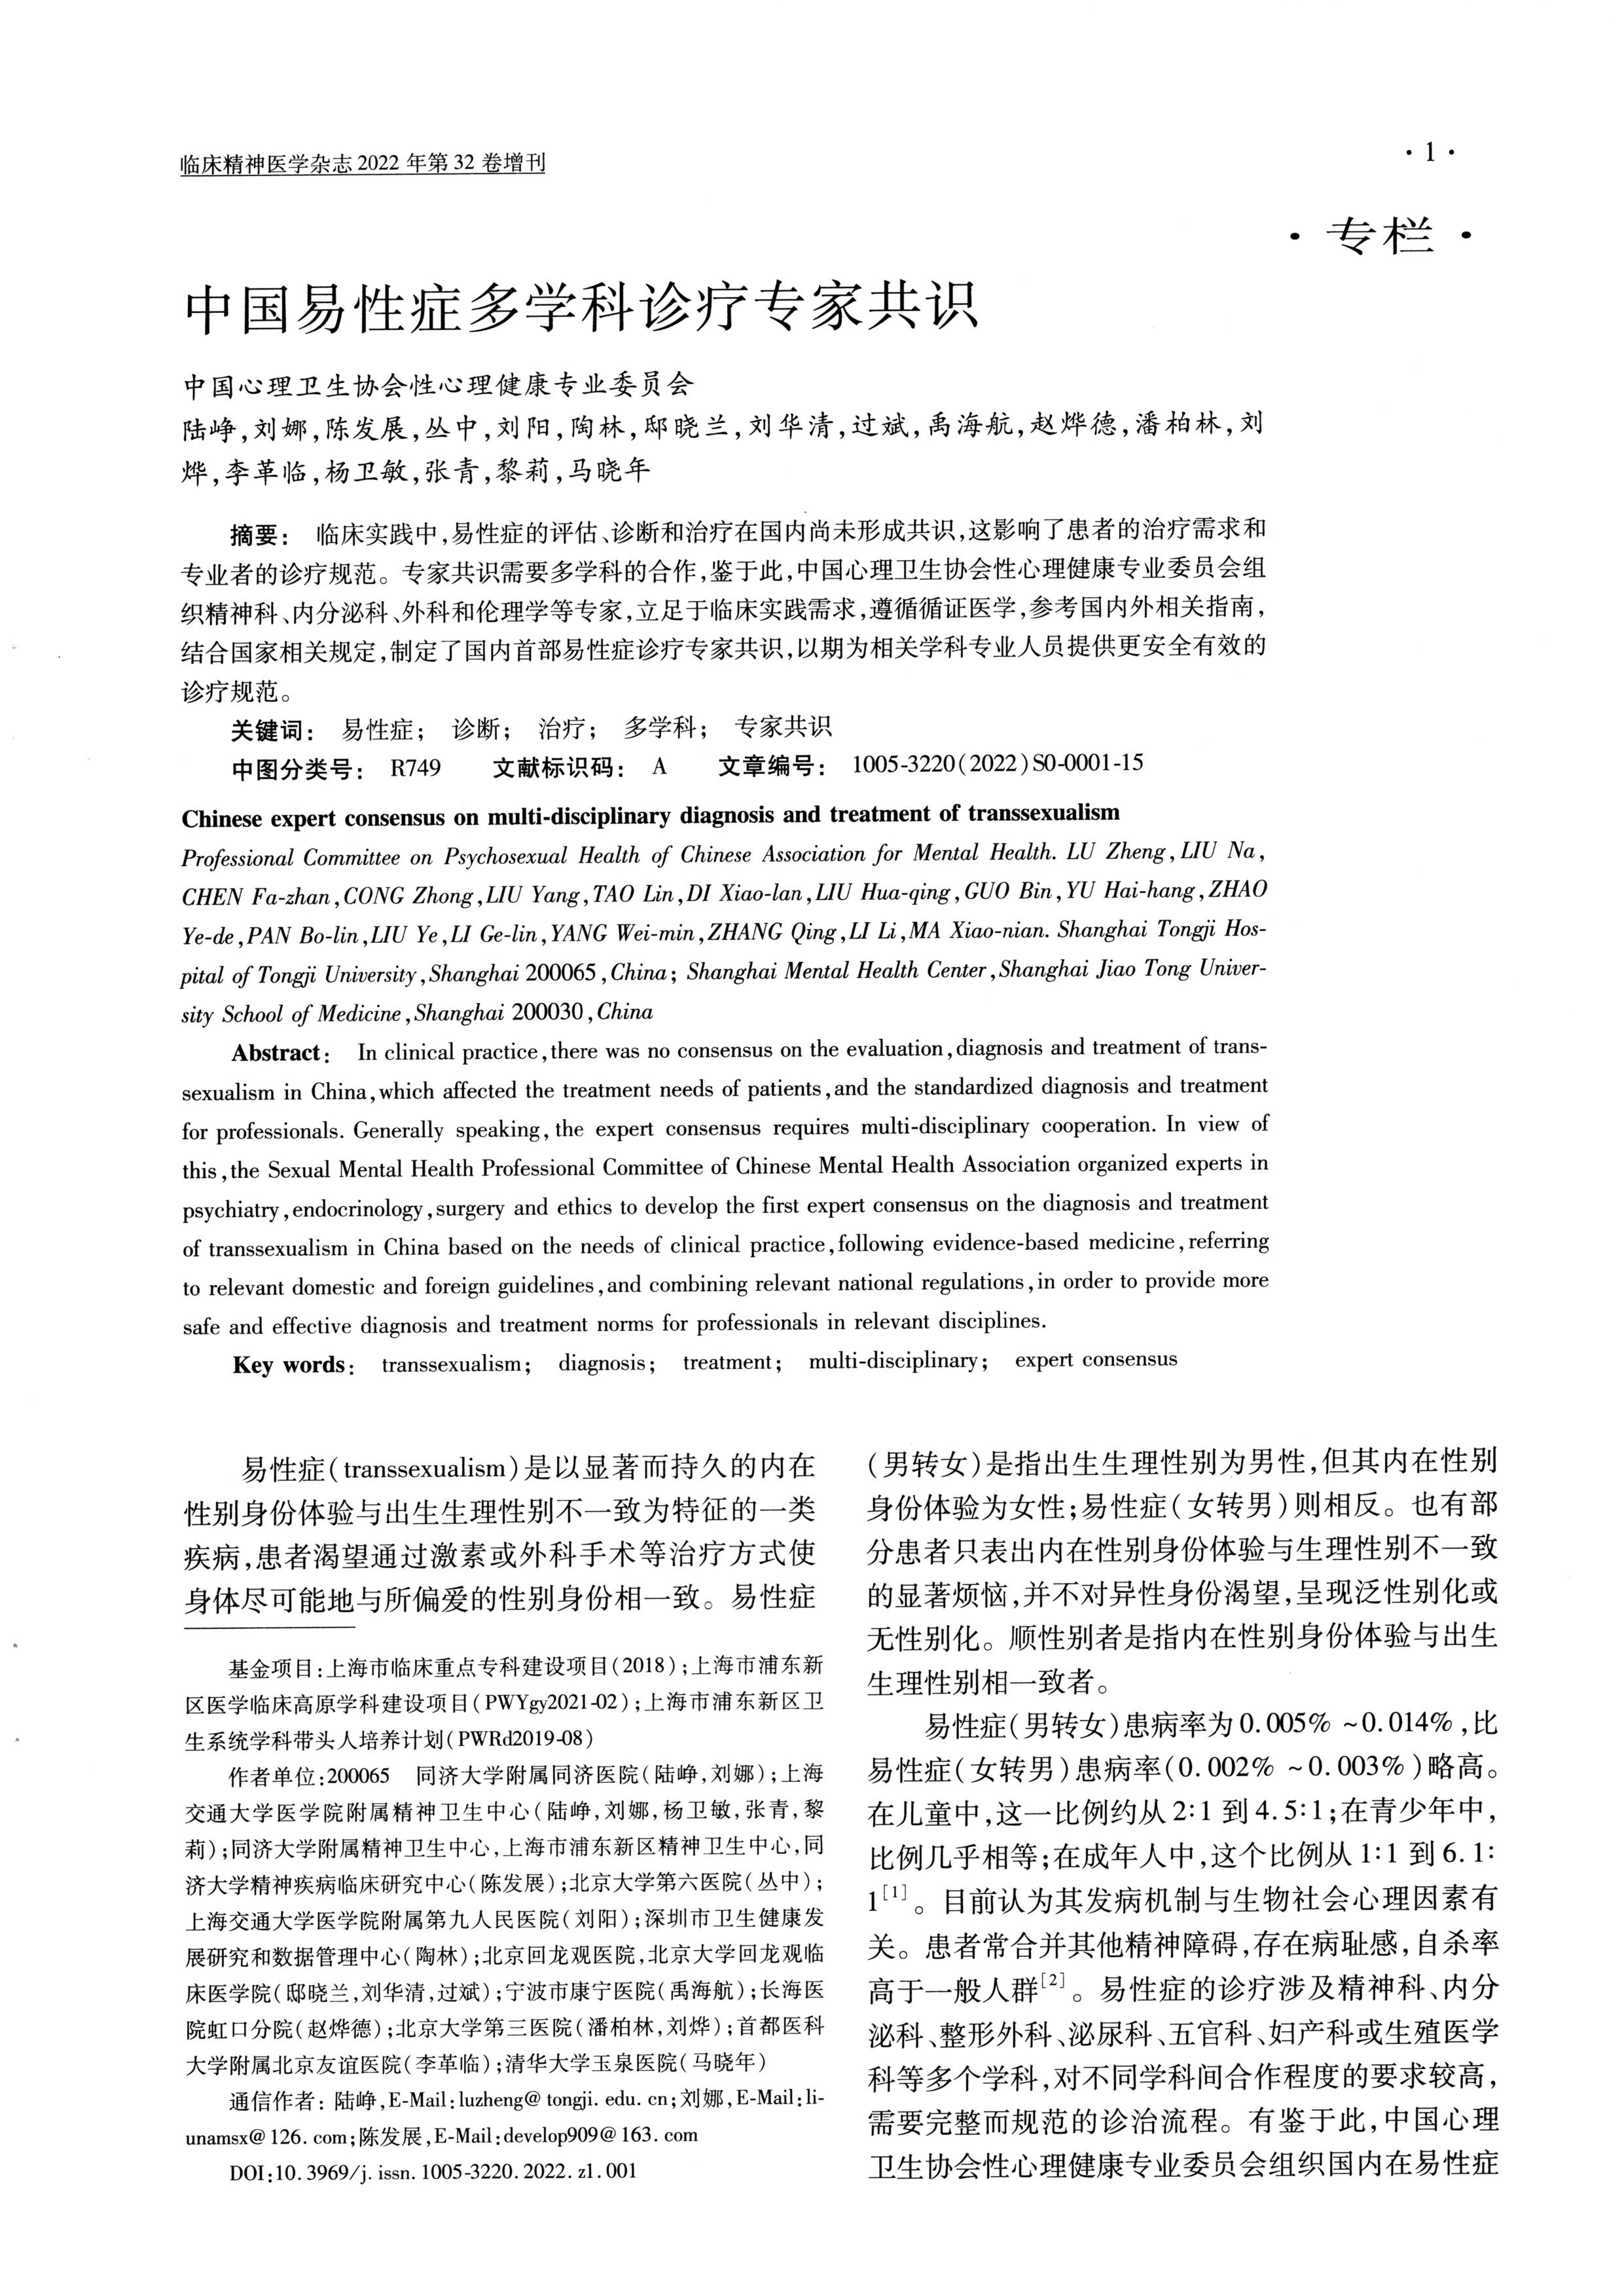 临床精神医学杂志 2022 年第 32 卷增刊
· 1 ·
· 专栏 ·
中国易性症多学科诊疗专家共识
中国心理卫生协会性心理健康专业委员会
陆峥,刘娜,陈发展,丛中,刘阳,陶林,邸晓兰,刘华清,过斌,禹海航,赵烨德,潘柏林,刘
烨,李革临,杨卫敏,张青,黎莉,马晓年
摘要： 临床实践中,易性症的评估、诊断和治疗在国内尚未形成共识,这影响了患者的治疗需求和
专业者的诊疗规范。专家共识需要多学科的合作,鉴于此,中国心理卫生协会性心理健康专业委员会组
织精神科、内分泌科、外科和伦理学等专家,立足于临床实践需求,遵循循证医学,参考国内外相关指南,
结合国家相关规定,制定了国内首部易性症诊疗专家共识,以期为相关学科专业人员提供更安全有效的
诊疗规范。
关键词： 易性症； 诊断； 治疗； 多学科； 专家共识
中图分类号： R749 文献标识码： A 文章编号： 1005-3220(2022)S0-0001-15
Chinese expert consensus on multi-disciplinary diagnosis and treatment of transsexualism
Professional Committee on Psychosexual Health of Chinese Association for Mental Health. LU Zheng,LIU Na,
CHEN Fa-zhan,CONG Zhong,LIU Yang,TAO Lin,DI Xiao-lan,LIU Hua-qing,GUO Bin,YU Hai-hang,ZHAO
Ye-de,PAN Bo-lin,LIU Ye,LI Ge-lin,YANG Wei-min,ZHANG Qing,LI Li,MA Xiao-nian. Shanghai Tongji Hos-
pital of Tongji University,Shanghai 200065,China; Shanghai Mental Health Center,Shanghai Jiao Tong Univer-
sity School of Medicine,Shanghai 200030,China
Abstract： In clinical practice,there was no consensus on the evaluation,diagnosis and treatment of trans-
sexualism in China,which affected the treatment needs of patients,and the standardized diagnosis and treatment
for professionals. Generally speaking,the expert consensus requires multi-disciplinary cooperation. In view of
this,the Sexual Mental Health Professional Committee of Chinese Mental Health Association organized experts in
psychiatry,endocrinology,surgery and ethics to develop the first expert consensus on the diagnosis and treatment
of transsexualism in China based on the needs of clinical practice,following evidence-based medicine,referring
to relevant domestic and foreign guidelines,and combining relevant national regulations,in order to provide more
safe and effective diagnosis and treatment norms for professionals in relevant disciplines.
Key words： transsexualism； diagnosis； treatment； multi-disciplinary； expert consensus
易性症(transsexualism)是以显著而持久的内在
性别身份体验与出生生理性别不一致为特征的一类
疾病,患者渴望通过激素或外科手术等治疗方式使
身体尽可能地与所偏爱的性别身份相一致。易性症
基金项目:上海市临床重点专科建设项目(2018);上海市浦东新
区医学临床高原学科建设项目(PWYgy2021-02);上海市浦东新区卫
生系统学科带头人培养计划(PWRd2019-08)
作者单位:200065 同济大学附属同济医院(陆峥,刘娜);上海
交通大学医学院附属精神卫生中心(陆峥,刘娜,杨卫敏,张青,黎
莉);同济大学附属精神卫生中心,上海市浦东新区精神卫生中心,同
济大学精神疾病临床研究中心(陈发展);北京大学第六医院(丛中);
上海交通大学医学院附属第九人民医院(刘阳);深圳市卫生健康发
展研究和数据管理中心(陶林);北京回龙观医院,北京大学回龙观临
床医学院(邸晓兰,刘华清,过斌);宁波市康宁医院(禹海航);长海医
院虹口分院(赵烨德);北京大学第三医院(潘柏林,刘烨);首都医科
大学附属北京友谊医院(李革临);清华大学玉泉医院(马晓年)
通信作者: 陆峥,E-Mail:luzheng@ tongji. edu. cn;刘娜,E-Mail:li-
unamsx@ 126. com;陈发展,E-Mail:develop909@ 163. com
DOI:10. 3969/j. issn. 1005-3220. 2022. z1. 001
(男转女)是指出生生理性别为男性,但其内在性别
身份体验为女性;易性症(女转男)则相反。也有部
分患者只表出内在性别身份体验与生理性别不一致
的显著烦恼,并不对异性身份渴望,呈现泛性别化或
无性别化。顺性别者是指内在性别身份体验与出生
生理性别相一致者。
易性症(男转女)患病率为 0. 005% ~0. 014%,比
易性症(女转男)患病率(0. 002% ~0. 003%)略高。
在儿童中,这一比例约从 2:1 到 4. 5:1;在青少年中,
比例几乎相等;在成年人中,这个比例从 1:1 到 6. 1:
1[1]。目前认为其发病机制与生物社会心理因素有
关。患者常合并其他精神障碍,存在病耻感,自杀率
高于一般人群[2]。易性症的诊疗涉及精神科、内分
泌科、整形外科、泌尿科、五官科、妇产科或生殖医学
科等多个学科,对不同学科间合作程度的要求较高,
需要完整而规范的诊治流程。有鉴于此,中国心理
卫生协会性心理健康专业委员会组织国内在易性症